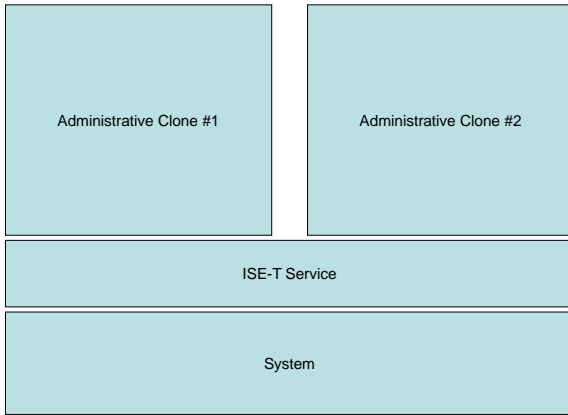 Administrative Clone #1
Administrative Clone #2
ISE-T Service
System